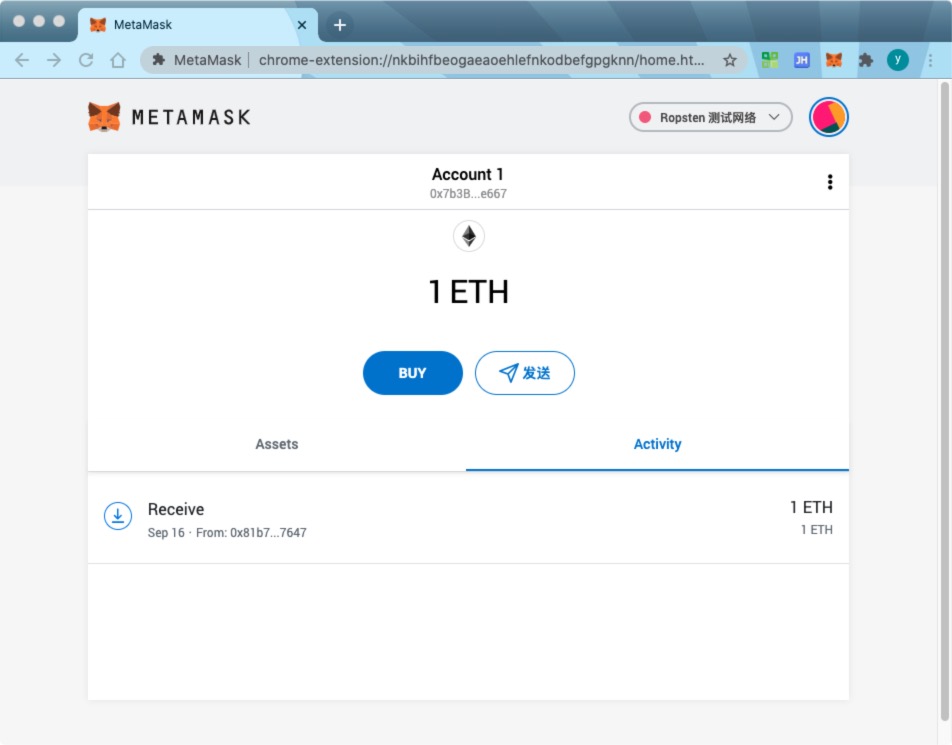 MetaMask
MetaMask
chrome-extension://nkbihfbeogaeaoehlefnkodbefgpgknn/home.ht...
JH
y
METAMASK
Ropsten 测试网络
Account 1
0x7b3B...e667
1 ETH
BUY
发送
Assets
Activity
Receive
1 ETH
Sep 16 · From: 0x81b7...7647
1 ETH